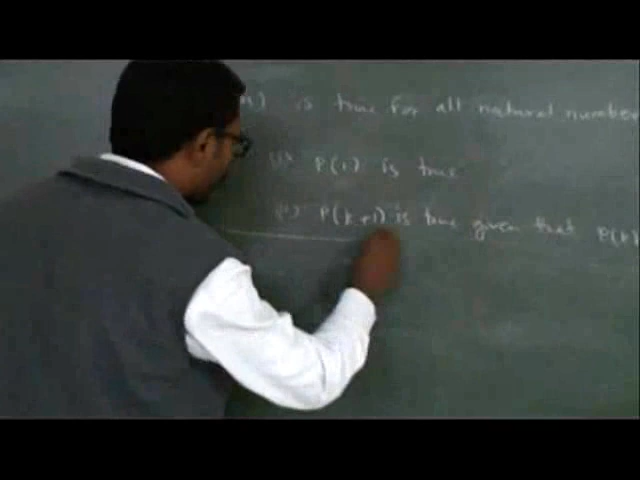 n) is true for all natural number
(i) P(1) is true
(ii) P(k+1) is true given that P(k)